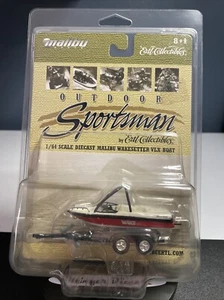 malibu
Ertl Collectibles
8+
OUTDOOR
Sportsman
by Ertl Collectibles
1/64 SCALE DIECAST MALIBU WAKESETTER VLX BOAT